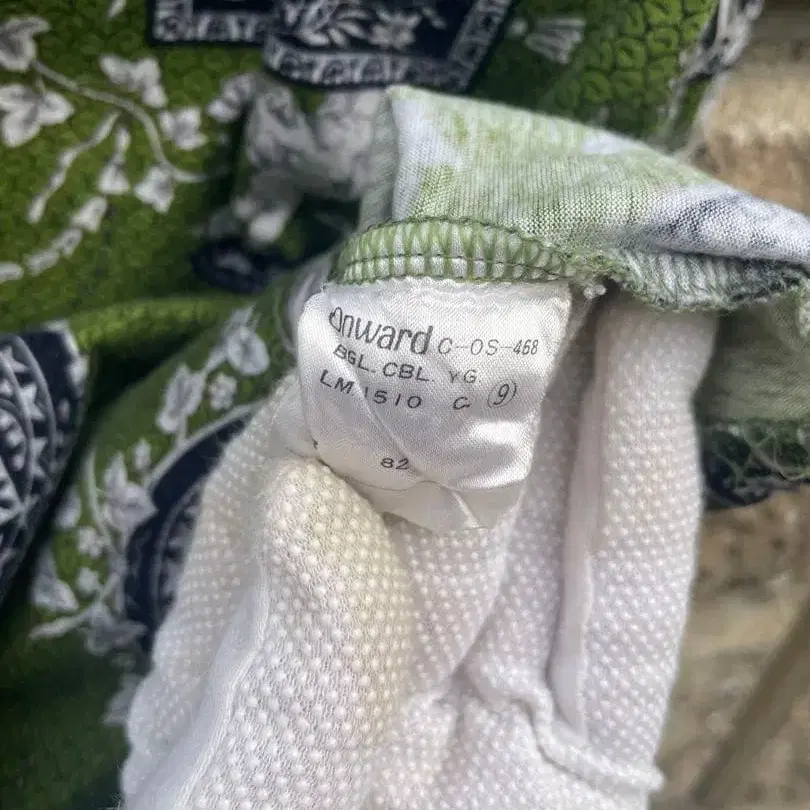 Onward C-OS-468
BGL. CBL. YG
LM. 1510 C ⑨
82